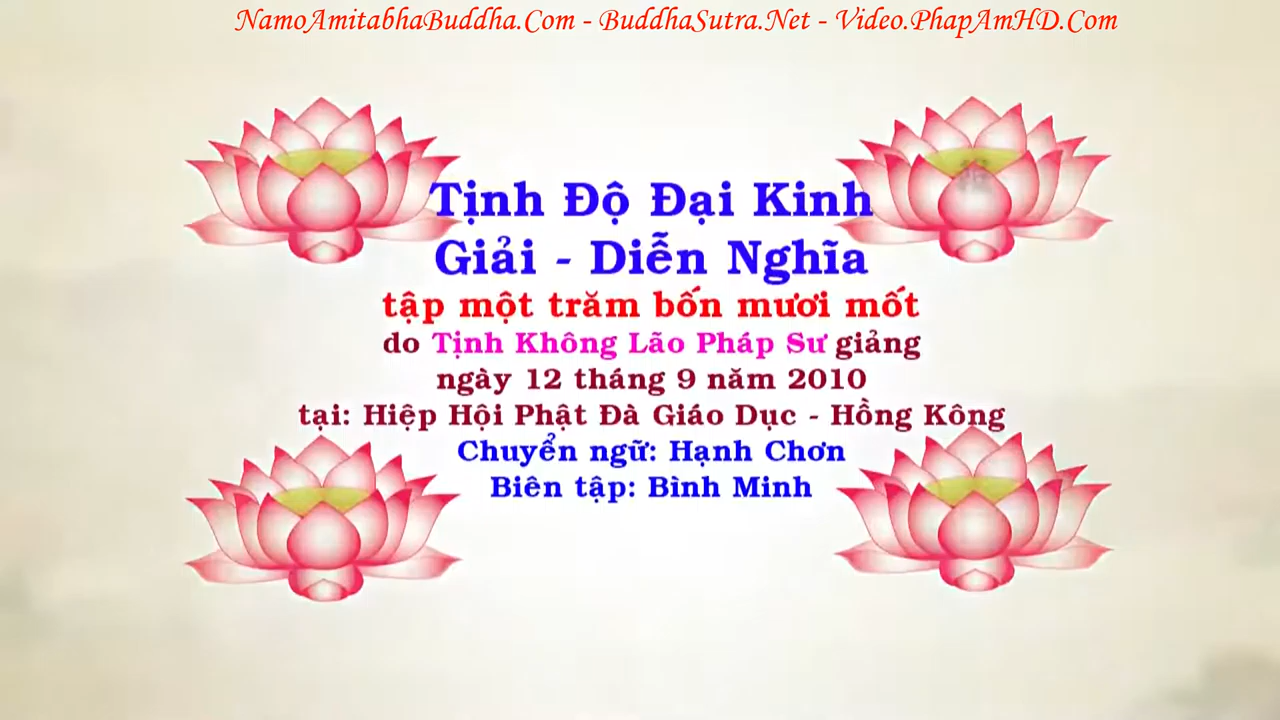 NamoAmitabhaBuddha.Com - BuddhaSutra.Net - Video.PhapAmHD.Com
Tịnh Độ Đại Kinh
Giải - Diễn Nghĩa
tập một trăm bốn mươi mốt
do Tịnh Không Lão Pháp Sư giảng
ngày 12 tháng 9 năm 2010
tại: Hiệp Hội Phật Đà Giáo Dục - Hồng Kông
Chuyển ngữ: Hạnh Chơn
Biên tập: Bình Minh